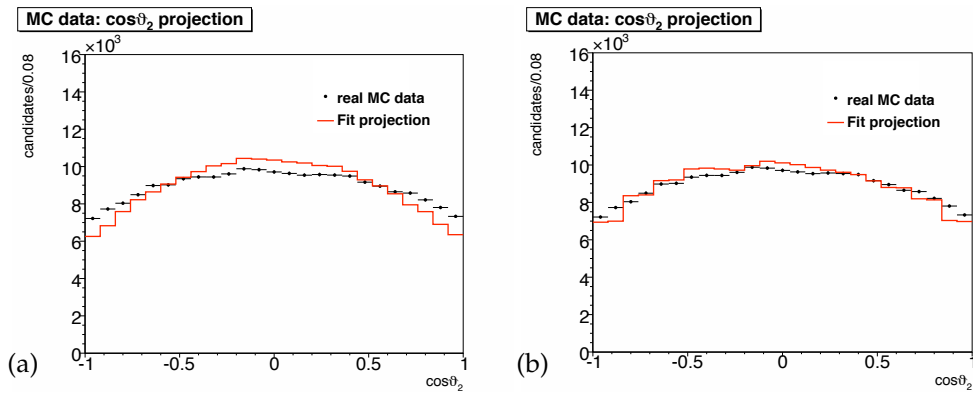 MC data: cosϑ₂ projection
×10³
candidates/0.08
16
14
12
10
8
6
4
2
0
real MC data
Fit projection
-1
-0.5
0
0.5
1
cosϑ₂
(a)
MC data: cosϑ₂ projection
×10³
candidates/0.08
16
14
12
10
8
6
4
2
0
real MC data
Fit projection
-1
-0.5
0
0.5
1
cosϑ₂
(b)